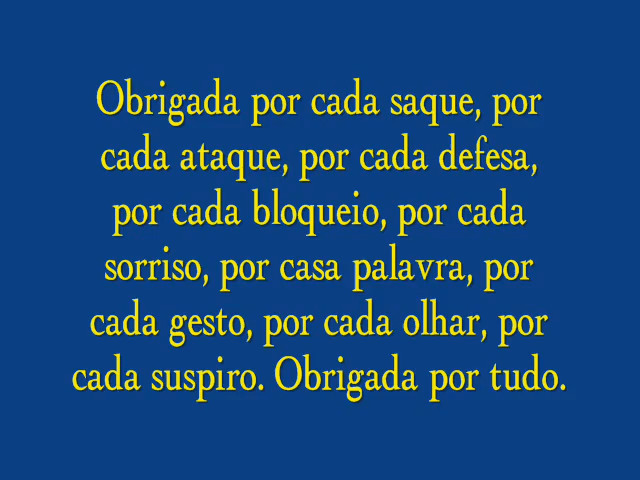 Obrigada por cada saque, por
cada ataque, por cada defesa,
por cada bloqueio, por cada
sorriso, por casa palavra, por
cada gesto, por cada olhar, por
cada suspiro. Obrigada por tudo.